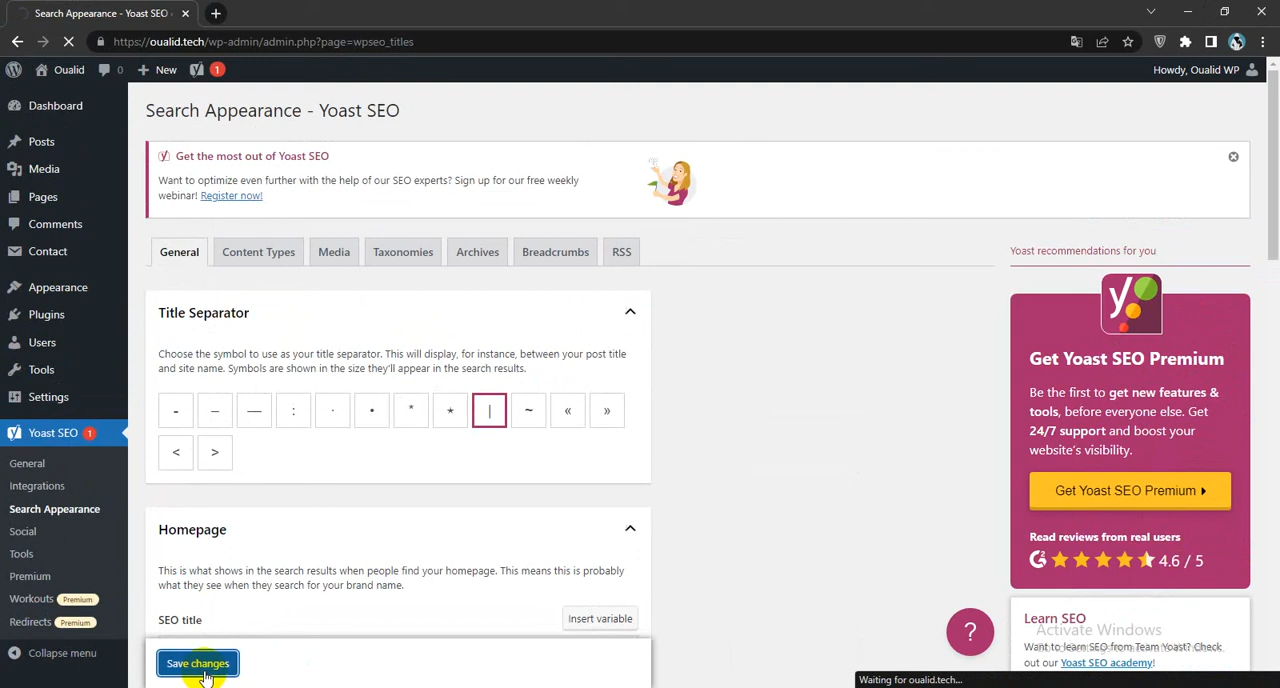 Search Appearance - Yoast SEO
https://oualid.tech/wp-admin/admin.php?page=wpseo_titles
Oualid
0
New
1
Howdy, Oualid WP
Dashboard
Posts
Media
Pages
Comments
Contact
Appearance
Plugins
Users
Tools
Settings
Yoast SEO 1
General
Integrations
Search Appearance
Social
Tools
Premium
Workouts Premium
Redirects Premium
Collapse menu
Search Appearance - Yoast SEO
Get the most out of Yoast SEO
Want to optimize even further with the help of our SEO experts? Sign up for our free weekly
webinar! Register now!
General
Content Types
Media
Taxonomies
Archives
Breadcrumbs
RSS
Title Separator
Choose the symbol to use as your title separator. This will display, for instance, between your post title
and site name. Symbols are shown in the size they'll appear in the search results.
- – — : · • * ⋆ | ~ « »
< >
Homepage
This is what shows in the search results when people find your homepage. This means this is probably
what they see when they search for your brand name.
SEO title
Insert variable
Save changes
Yoast recommendations for you
Get Yoast SEO Premium
Be the first to get new features &
tools, before everyone else. Get
24/7 support and boost your
website's visibility.
Get Yoast SEO Premium
Read reviews from real users
4.6 / 5
Learn SEO
Activate Windows
Want to learn SEO from Team Yoast? Check
out our Yoast SEO academy!
?
Waiting for oualid.tech...